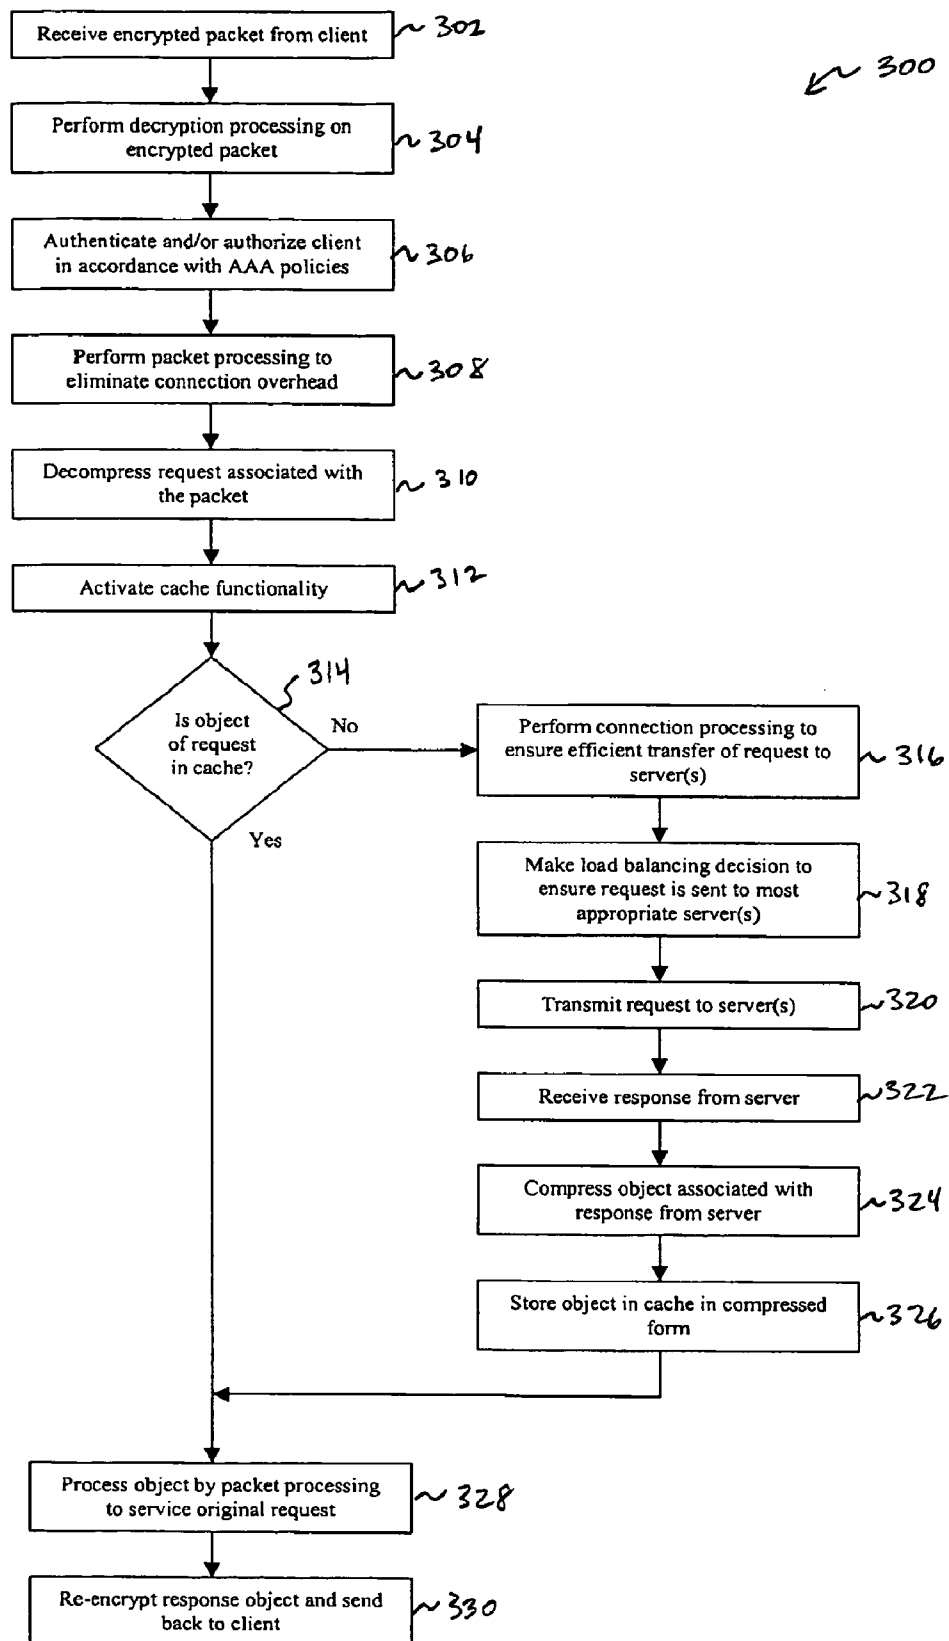 Receive encrypted packet from client
302
300
Perform decryption processing on
encrypted packet
304
Authenticate and/or authorize client
in accordance with AAA policies
306
Perform packet processing to
eliminate connection overhead
308
Decompress request associated with
the packet
310
Activate cache functionality
312
314
Is object
of request
in cache?
No
Yes
Perform connection processing to
ensure efficient transfer of request to
server(s)
316
Make load balancing decision to
ensure request is sent to most
appropriate server(s)
318
Transmit request to server(s)
320
Receive response from server
322
Compress object associated with
response from server
324
Store object in cache in compressed
form
326
Process object by packet processing
to service original request
328
Re-encrypt response object and send
back to client
330